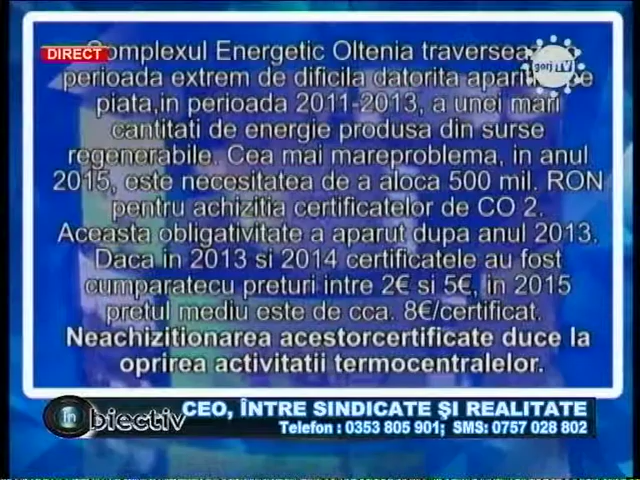 DIRECT
gorj TV
Complexul Energetic Oltenia traverseaza o
perioada extrem de dificila datorita aparitiei pe
piata,in perioada 2011-2013, a unei mari
cantitati de energie produsa din surse
regenerabile. Cea mai mareproblema, in anul
2015, este necesitatea de a aloca 500 mil. RON
pentru achizitia certificatelor de CO 2.
Aceasta obligativitate a aparut dupa anul 2013.
Daca in 2013 si 2014 certificatele au fost
cumparatecu preturi intre 2€ si 5€, in 2015
pretul mediu este de cca. 8€/certificat.
Neachizitionarea acestorcertificate duce la
oprirea activitatii termocentralelor.
În Obiectiv
CEO, ÎNTRE SINDICATE ŞI REALITATE
Telefon : 0353 805 901; SMS: 0757 028 802